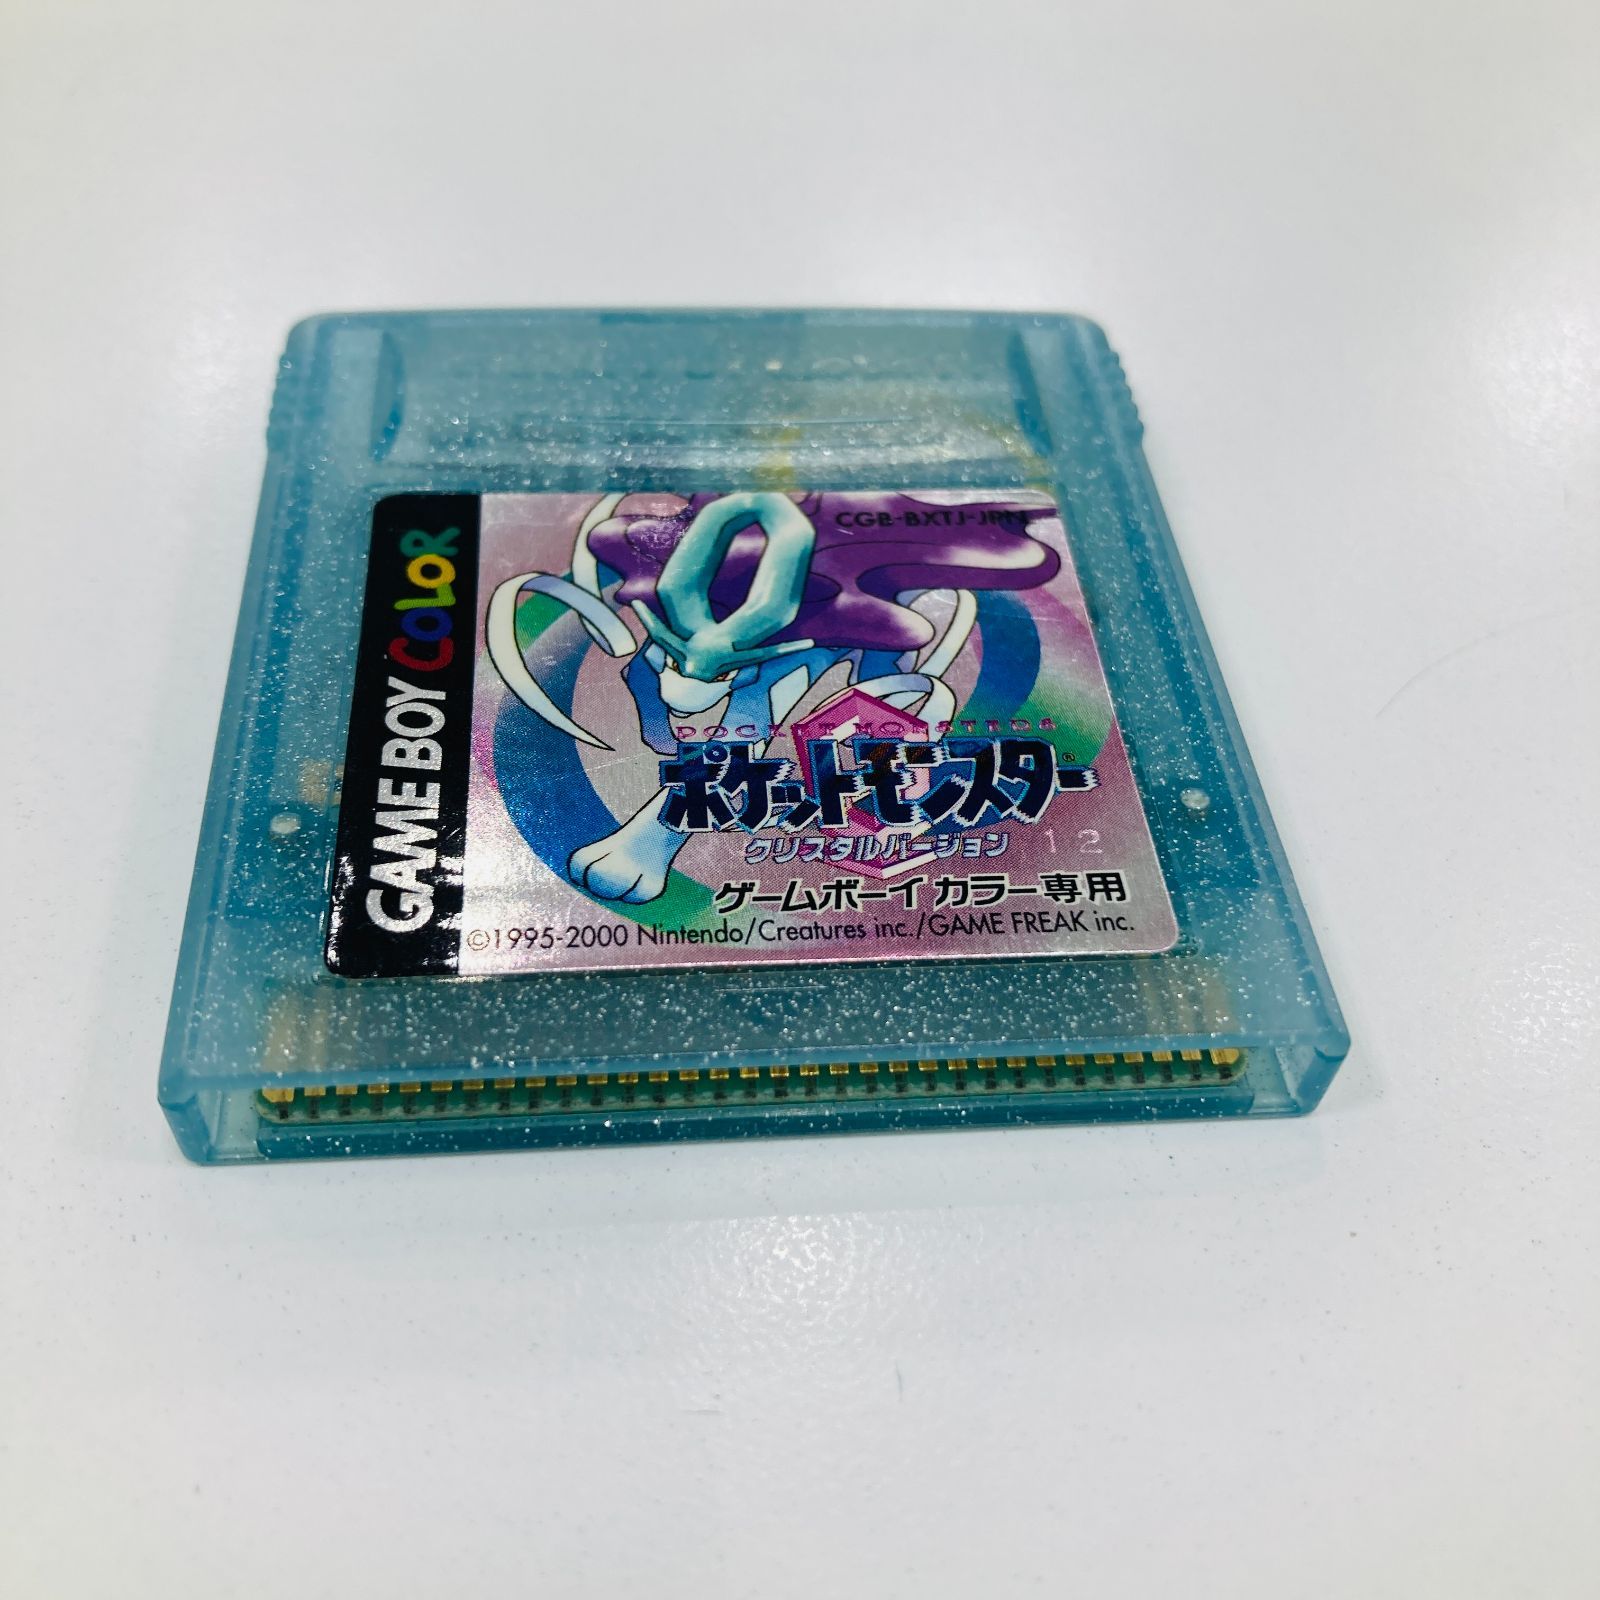 GAME BOY COLOR
CGB-BXTJ-JPN
POCKET MONSTERS
ポケットモンスター®
クリスタルバージョン 12
ゲームボーイカラー専用
©1995-2000 Nintendo/Creatures inc./GAME FREAK inc.